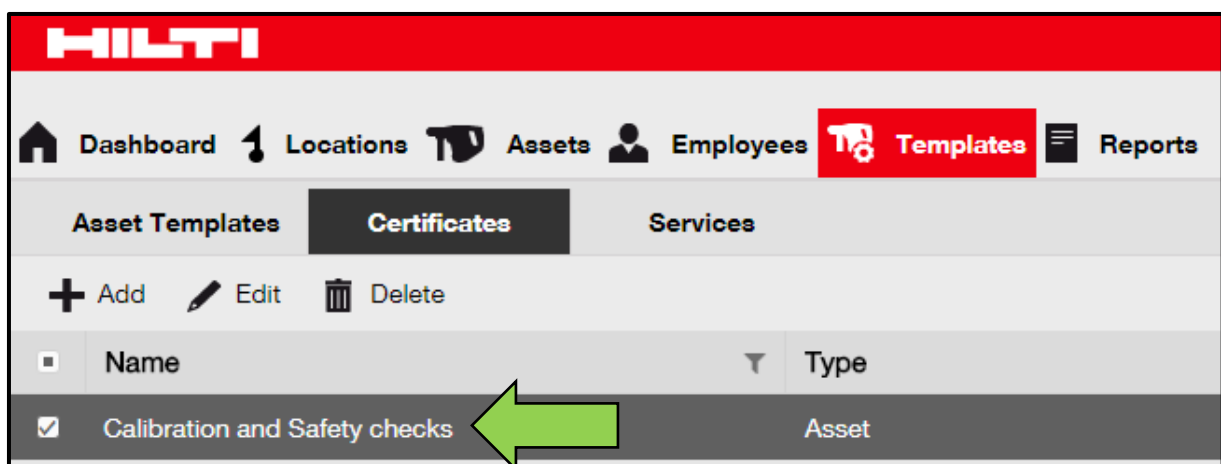 HILTI
Dashboard Locations Assets Employees Templates Reports
Asset Templates Certificates Services
Add Edit Delete
Name Type
Calibration and Safety checks Asset